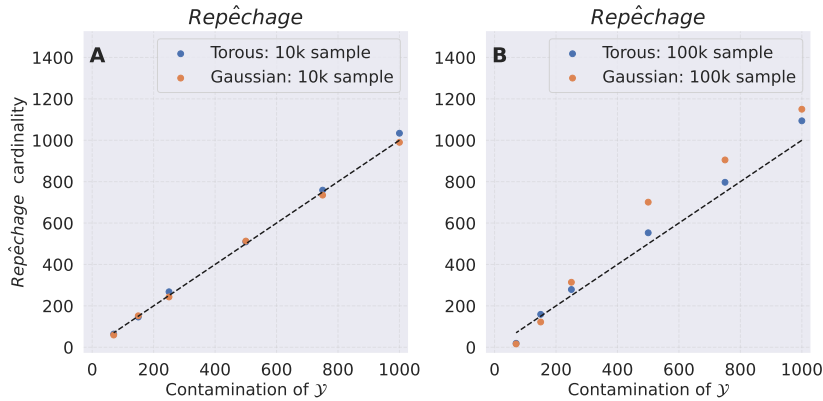 Repêchage
A
Torous: 10k sample
Gaussian: 10k sample
1400
1200
1000
800
600
400
200
0
Repêchage cardinality
0 200 400 600 800 1000
Contamination of 𝒴
Repêchage
B
Torous: 100k sample
Gaussian: 100k sample
1400
1200
1000
800
600
400
200
0
0 200 400 600 800 1000
Contamination of 𝒴